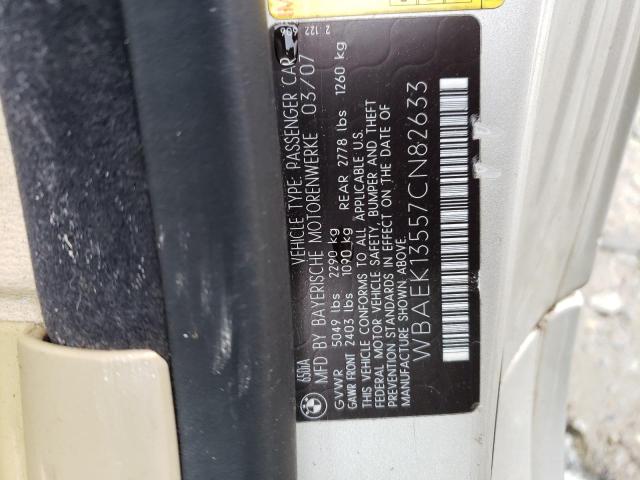 650iA VEHICLE TYPE: PASSENGER CAR
MFD BY BAYERISCHE MOTORENWERKE 03/07
GVWR 5049 lbs 2290 kg
GAWR FRONT 2403 lbs 1090 kg REAR 2778 lbs 1260 kg
THIS VEHICLE CONFORMS TO ALL APPLICABLE U.S.
FEDERAL MOTOR VEHICLE SAFETY, BUMPER AND THEFT
PREVENTION STANDARDS IN EFFECT ON THE DATE OF
MANUFACTURE SHOWN ABOVE.
WBAEK13557CN82633